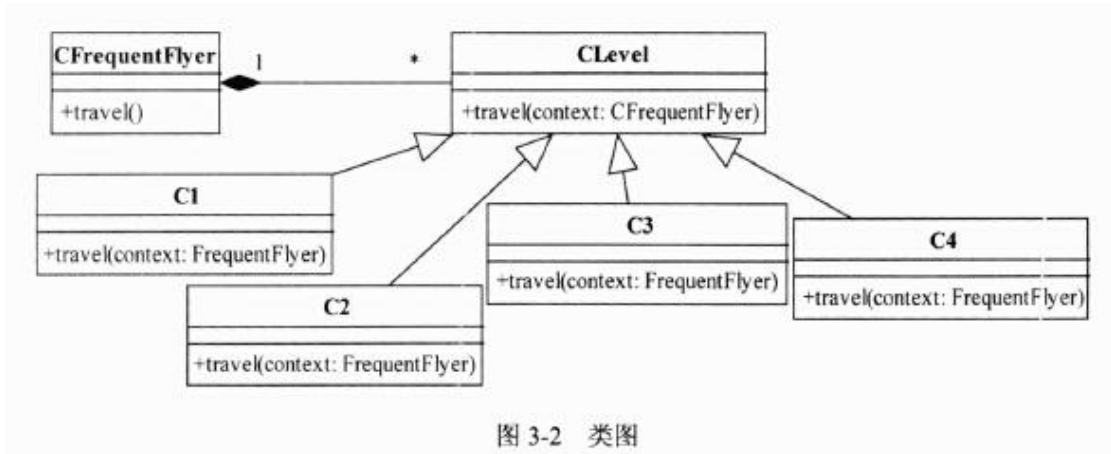 CFrequentFlyer
1
*
CLevel
+travel()
+travel(context: CFrequentFlyer)
C1
+travel(context: FrequentFlyer)
C2
+travel(context: FrequentFlyer)
C3
+travel(context: FrequentFlyer)
C4
+travel(context: FrequentFlyer)
图 3-2 类图